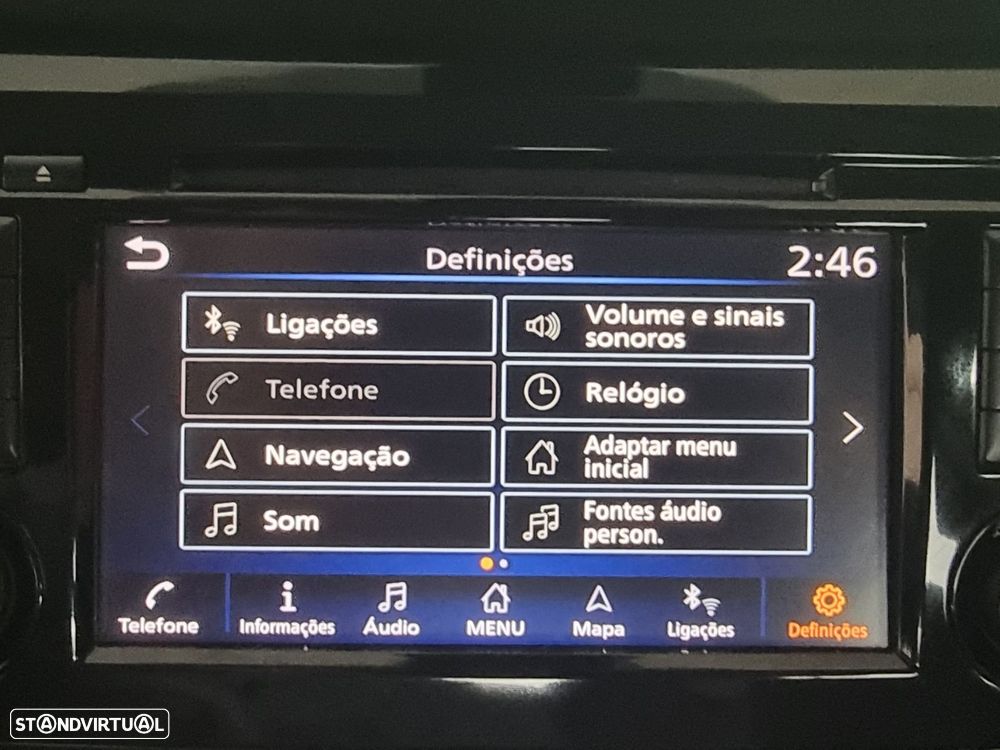 Definições
2:46
Ligações
Volume e sinais
sonoros
Telefone
Relógio
Navegação
Adaptar menu
inicial
Som
Fontes áudio
person.
Telefone
Informações
Áudio
MENU
Mapa
Ligações
Definições
STANDVIRTUAL